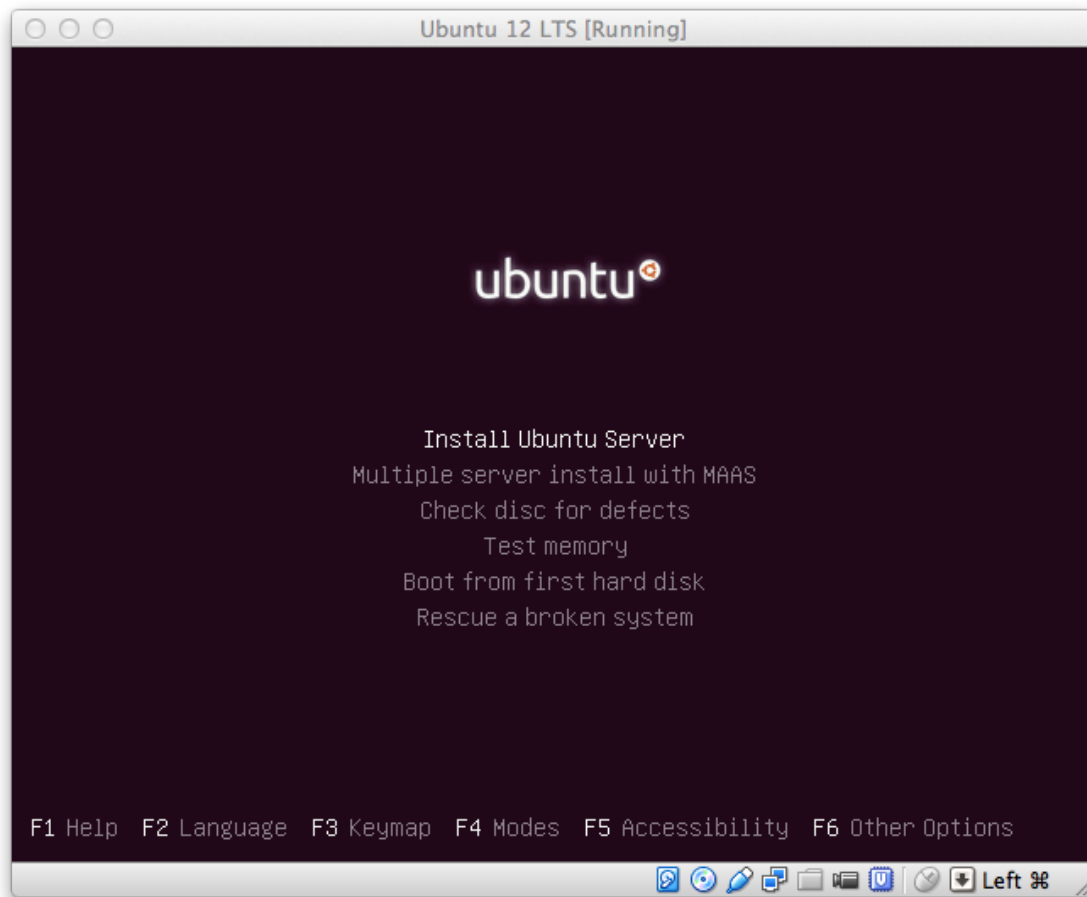 Ubuntu 12 LTS [Running]
ubuntu
Install Ubuntu Server
Multiple server install with MAAS
Check disc for defects
Test memory
Boot from first hard disk
Rescue a broken system
F1 Help F2 Language F3 Keymap F4 Modes F5 Accessibility F6 Other Options
Left ⌘